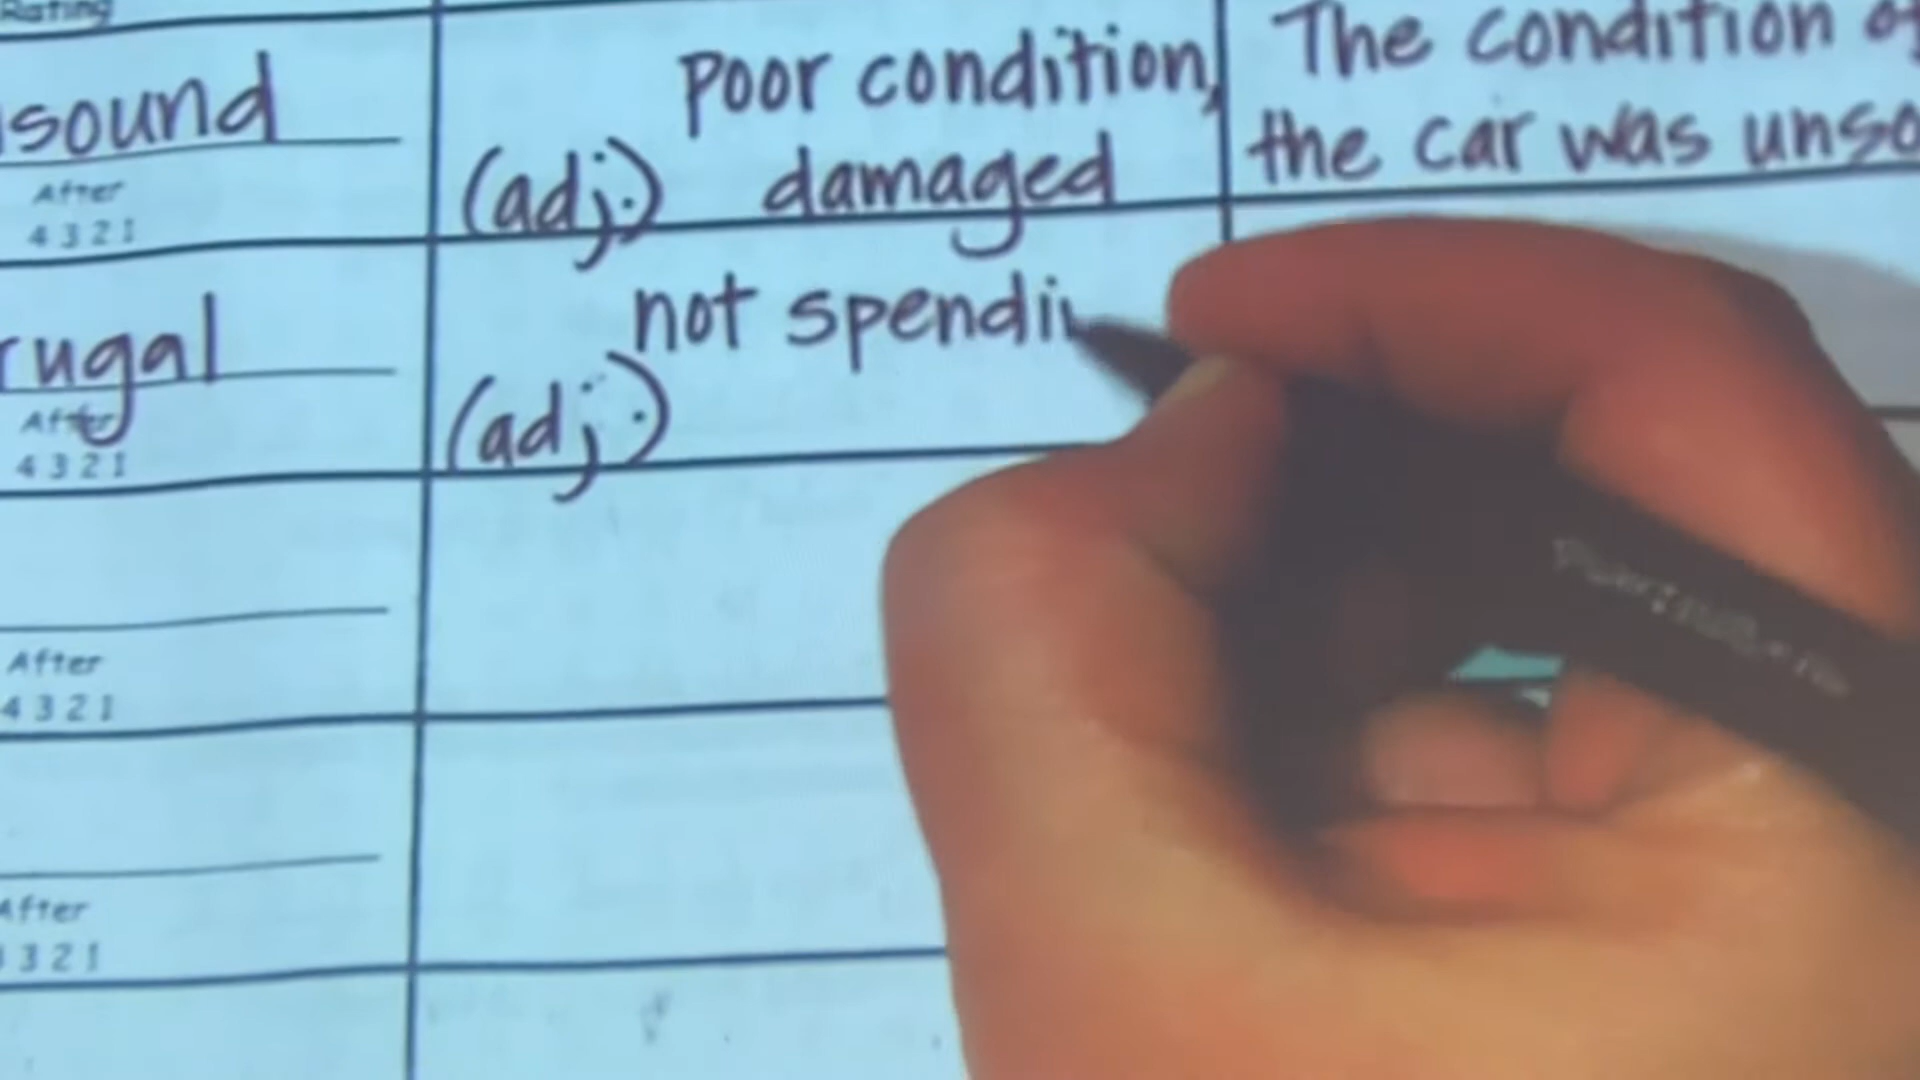 Rating
sound
poor condition,
(adj.) damaged
The condition of
the car was unso
After
4 3 2 1
rugal
not spendi
(adj.)
After
4 3 2 1
After
4 3 2 1
After
3 2 1